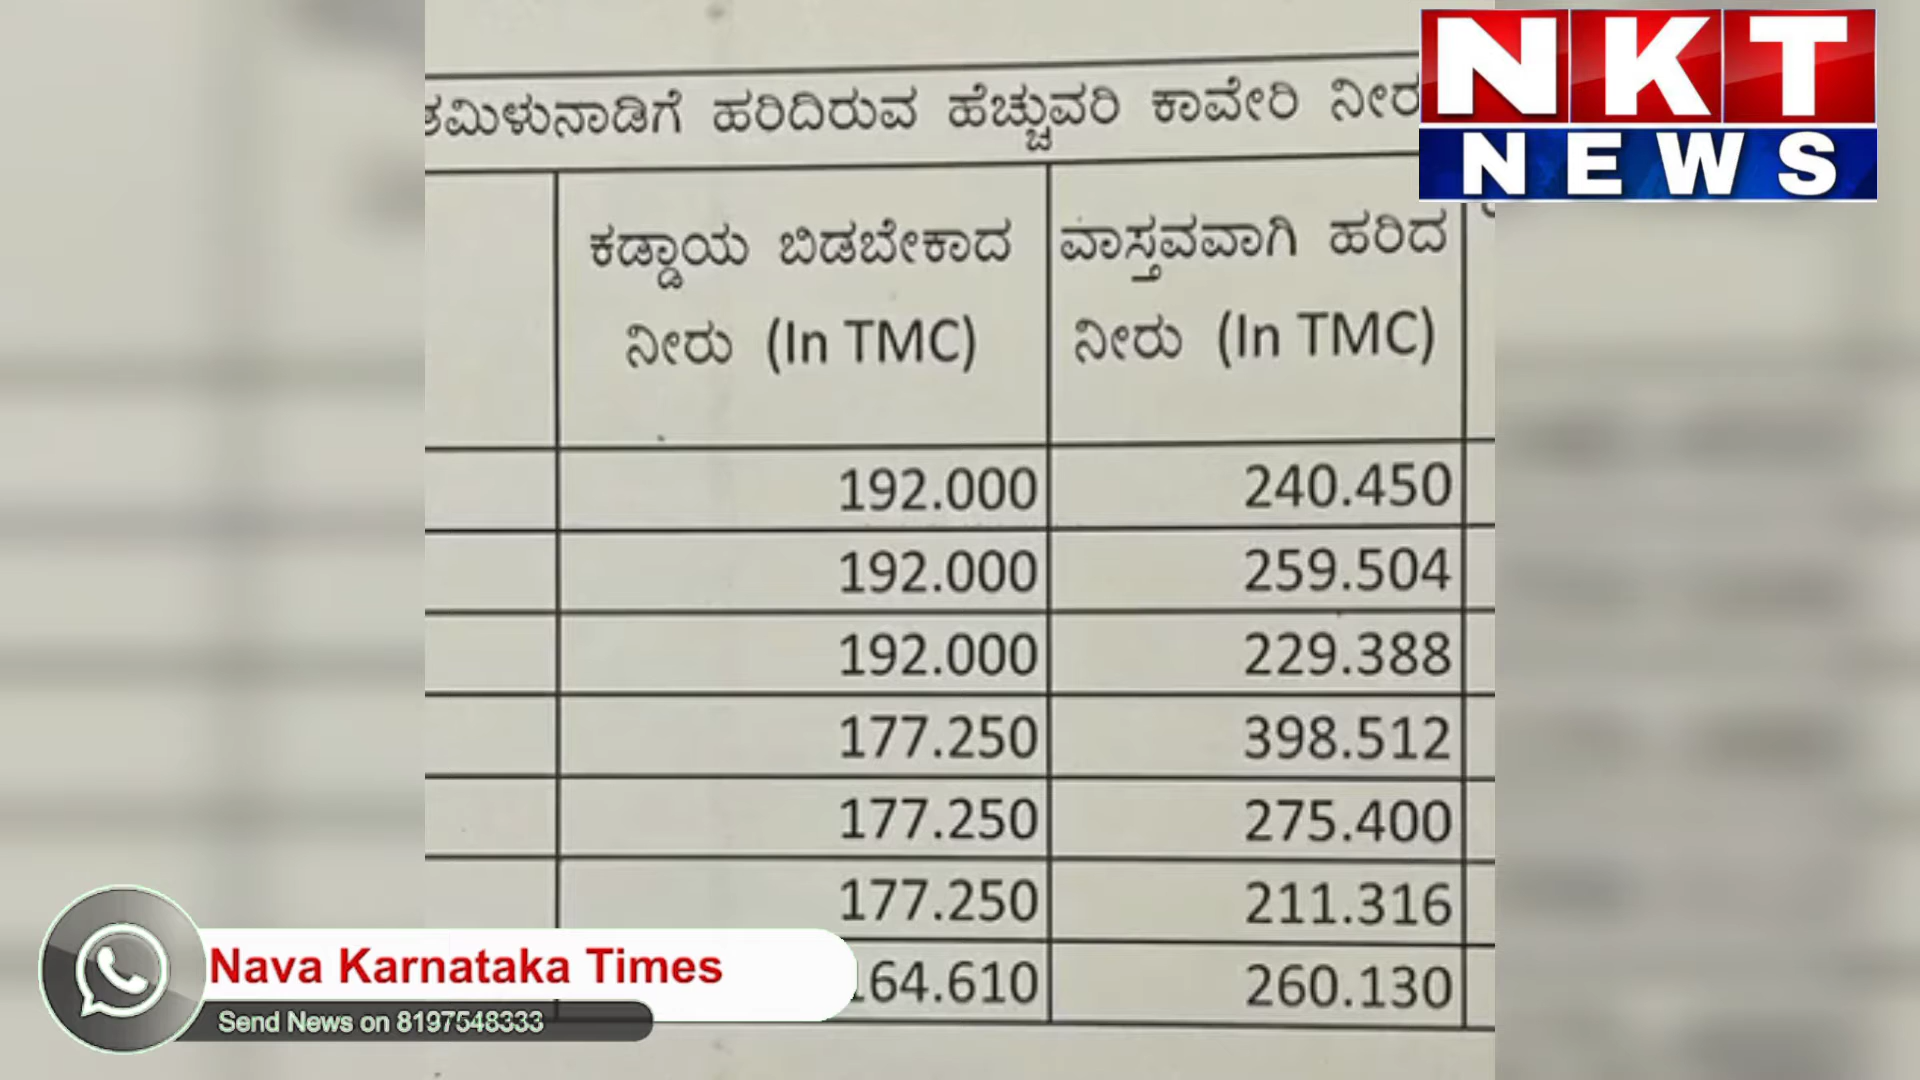 ತಮಿಳುನಾಡಿಗೆ ಹರಿದಿರುವ ಹೆಚ್ಚುವರಿ ಕಾವೇರಿ ನೀರು
ಕಡ್ಡಾಯ ಬಿಡಬೇಕಾದ ನೀರು (In TMC)
ವಾಸ್ತವವಾಗಿ ಹರಿದ ನೀರು (In TMC)
192.000 240.450
192.000 259.504
192.000 229.388
177.250 398.512
177.250 275.400
177.250 211.316
164.610 260.130
NKT
NEWS
Nava Karnataka Times
Send News on 8197548333